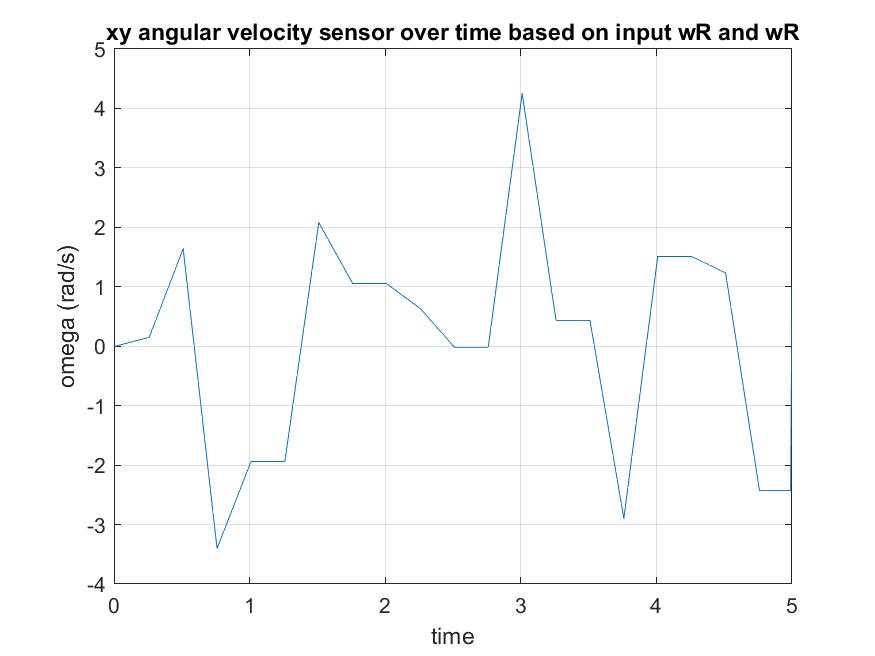 xy angular velocity sensor over time based on input wR and wR
5
4
3
2
1
0
-1
-2
-3
-4
omega (rad/s)
0 1 2 3 4 5
time